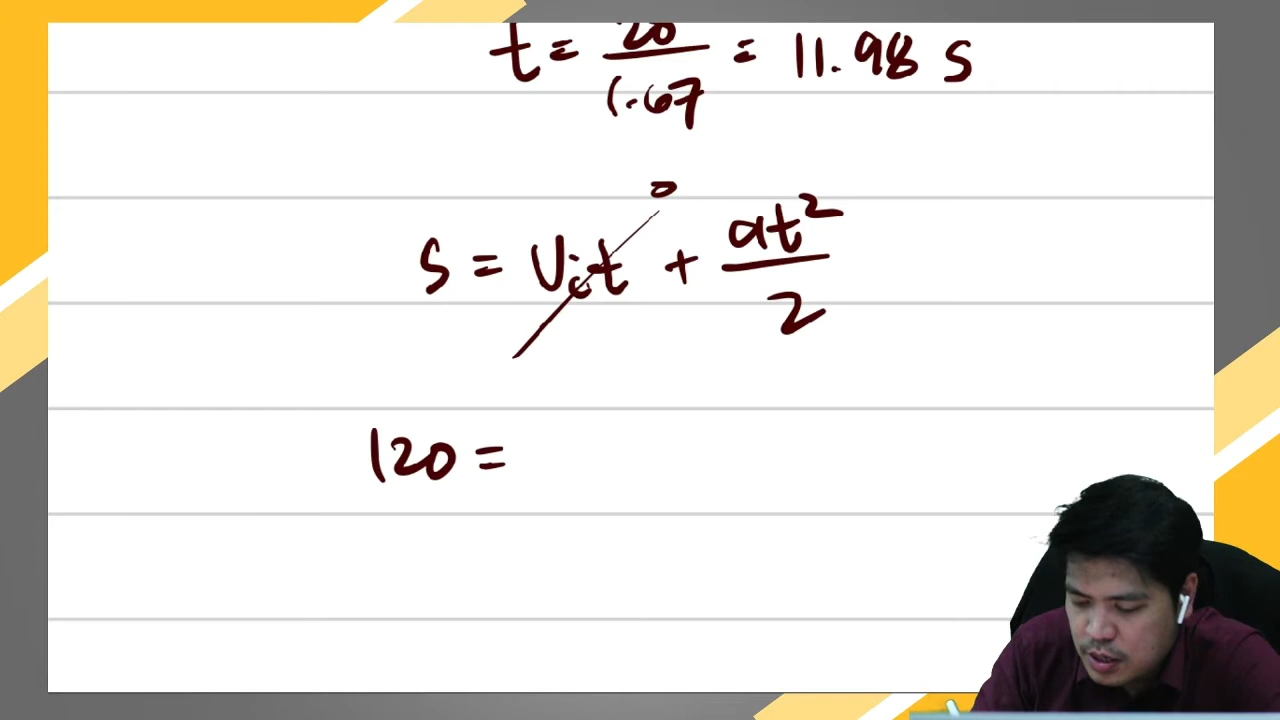 t = 20/1.67 = 11.98 s
0
s = Vit + at²/2
120 =